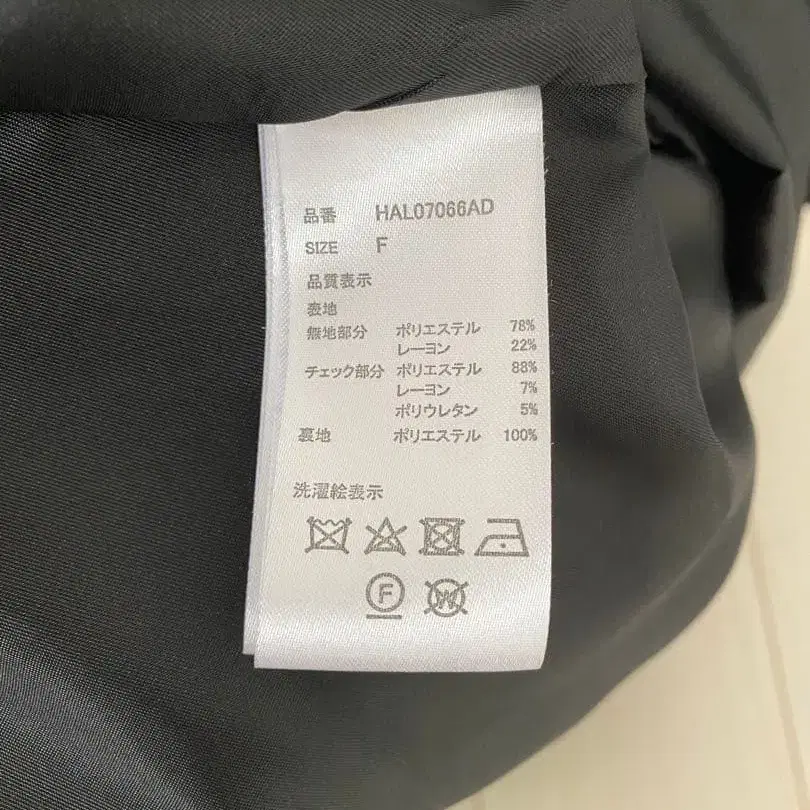 品番 HAL07066AD
SIZE F
品質表示
表地
無地部分 ポリエステル 78%
レーヨン 22%
チェック部分 ポリエステル 88%
レーヨン 7%
ポリウレタン 5%
裏地 ポリエステル 100%
洗濯絵表示
F
W